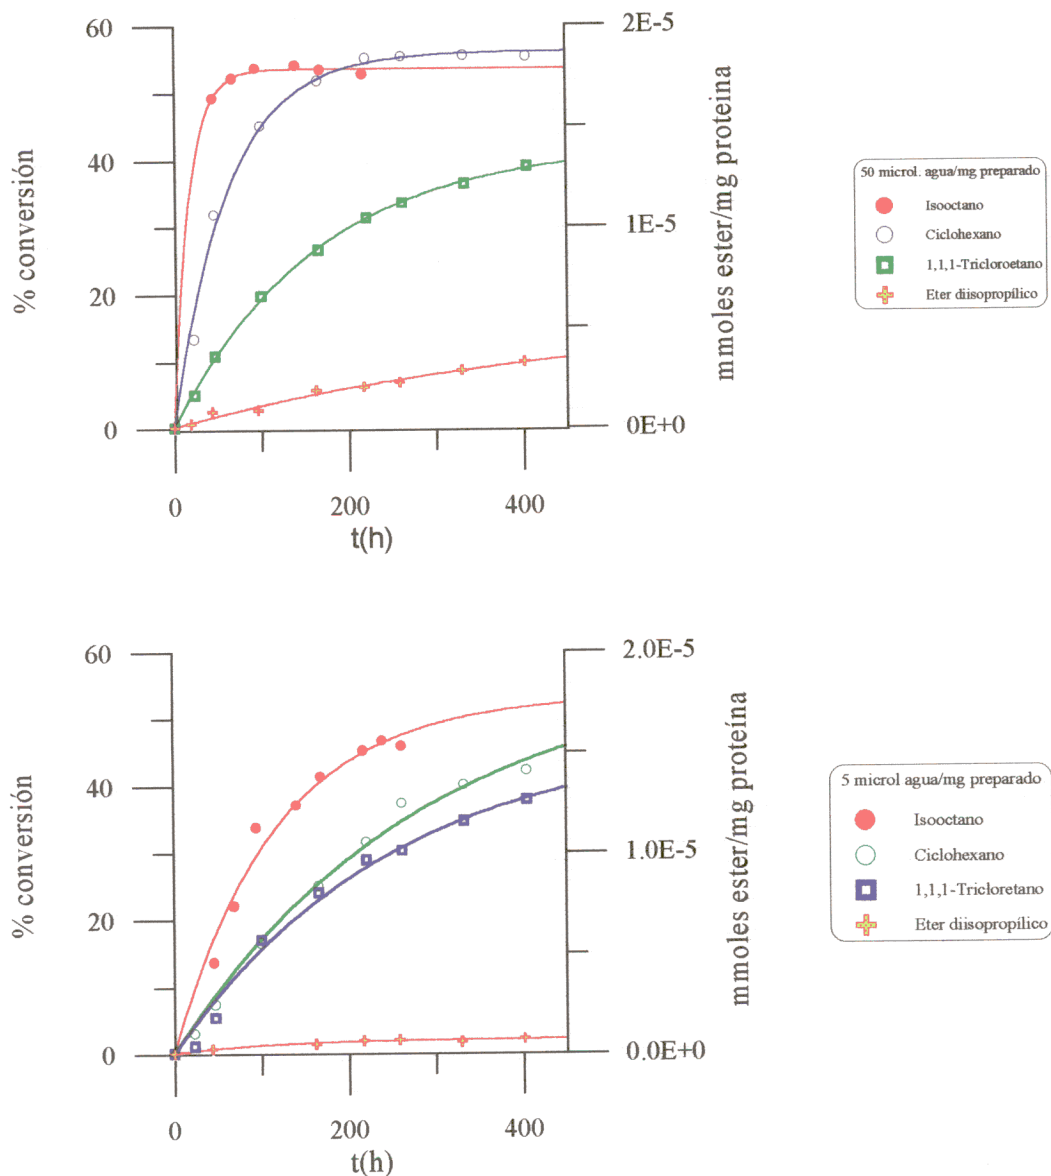 60
40
20
0
% conversión
2E-5
1E-5
0E+0
mmoles ester/mg proteina
0
200
400
t(h)
50 microl. agua/mg preparado
Isooctano
Ciclohexano
1,1,1-Tricloroetano
Eter diisopropílico
60
40
20
0
% conversión
2.0E-5
1.0E-5
0.0E+0
mmoles ester/mg proteína
0
200
400
t(h)
5 microl agua/mg preparado
Isooctano
Ciclohexano
1,1,1-Tricloretano
Eter diisopropílico